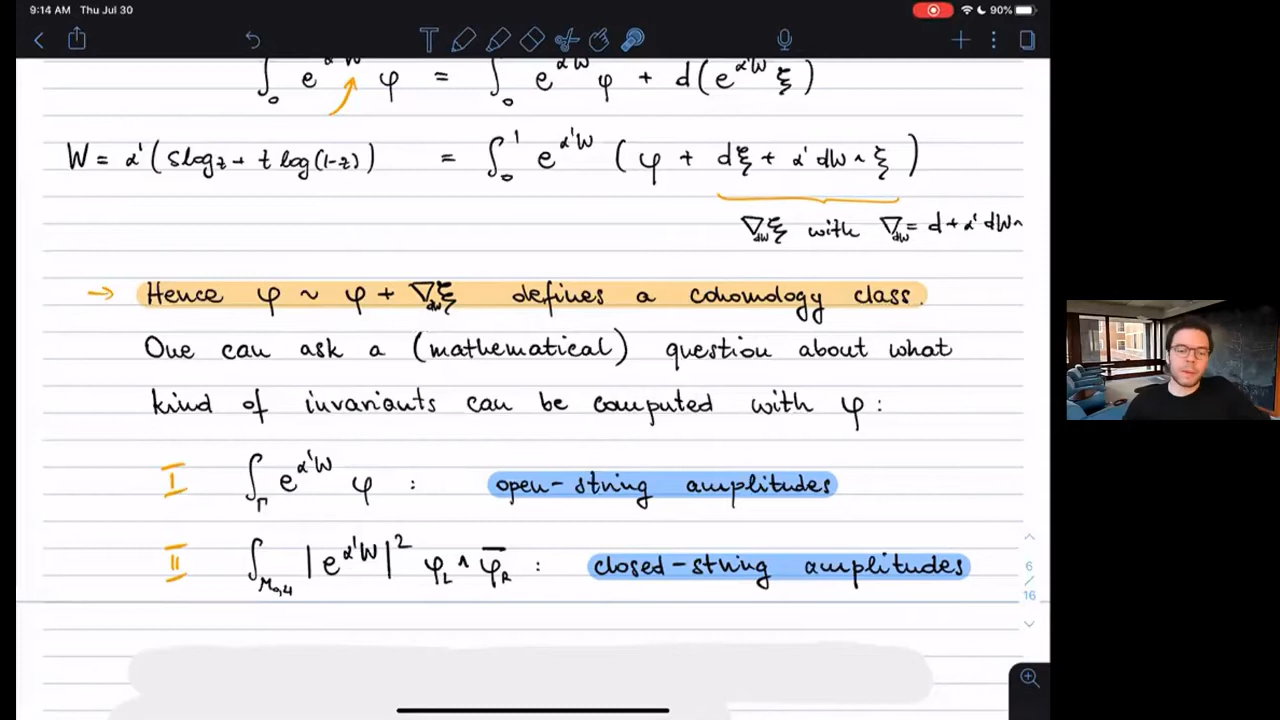 9:14 AM Thu Jul 30
90%
∫₀ e^{α'W} φ = ∫₀ e^{α'W} φ + d(e^{α'W} ξ)
W = α'(s log z + t log(1-z)) = ∫₀¹ e^{α'W} (φ + dξ + α' dW ∧ ξ)
∇_{dW} ξ with ∇_{dW} = d + α' dW∧
→ Hence φ ~ φ + ∇_{dW} ξ defines a cohomology class.
One can ask a (mathematical) question about what
kind of invariants can be computed with φ:
I ∫_Γ e^{α'W} φ : open-string amplitudes
II ∫_{M_{0,4}} |e^{α'W}|² φ_L ∧ \overline{φ_R} : closed-string amplitudes
6
/
16